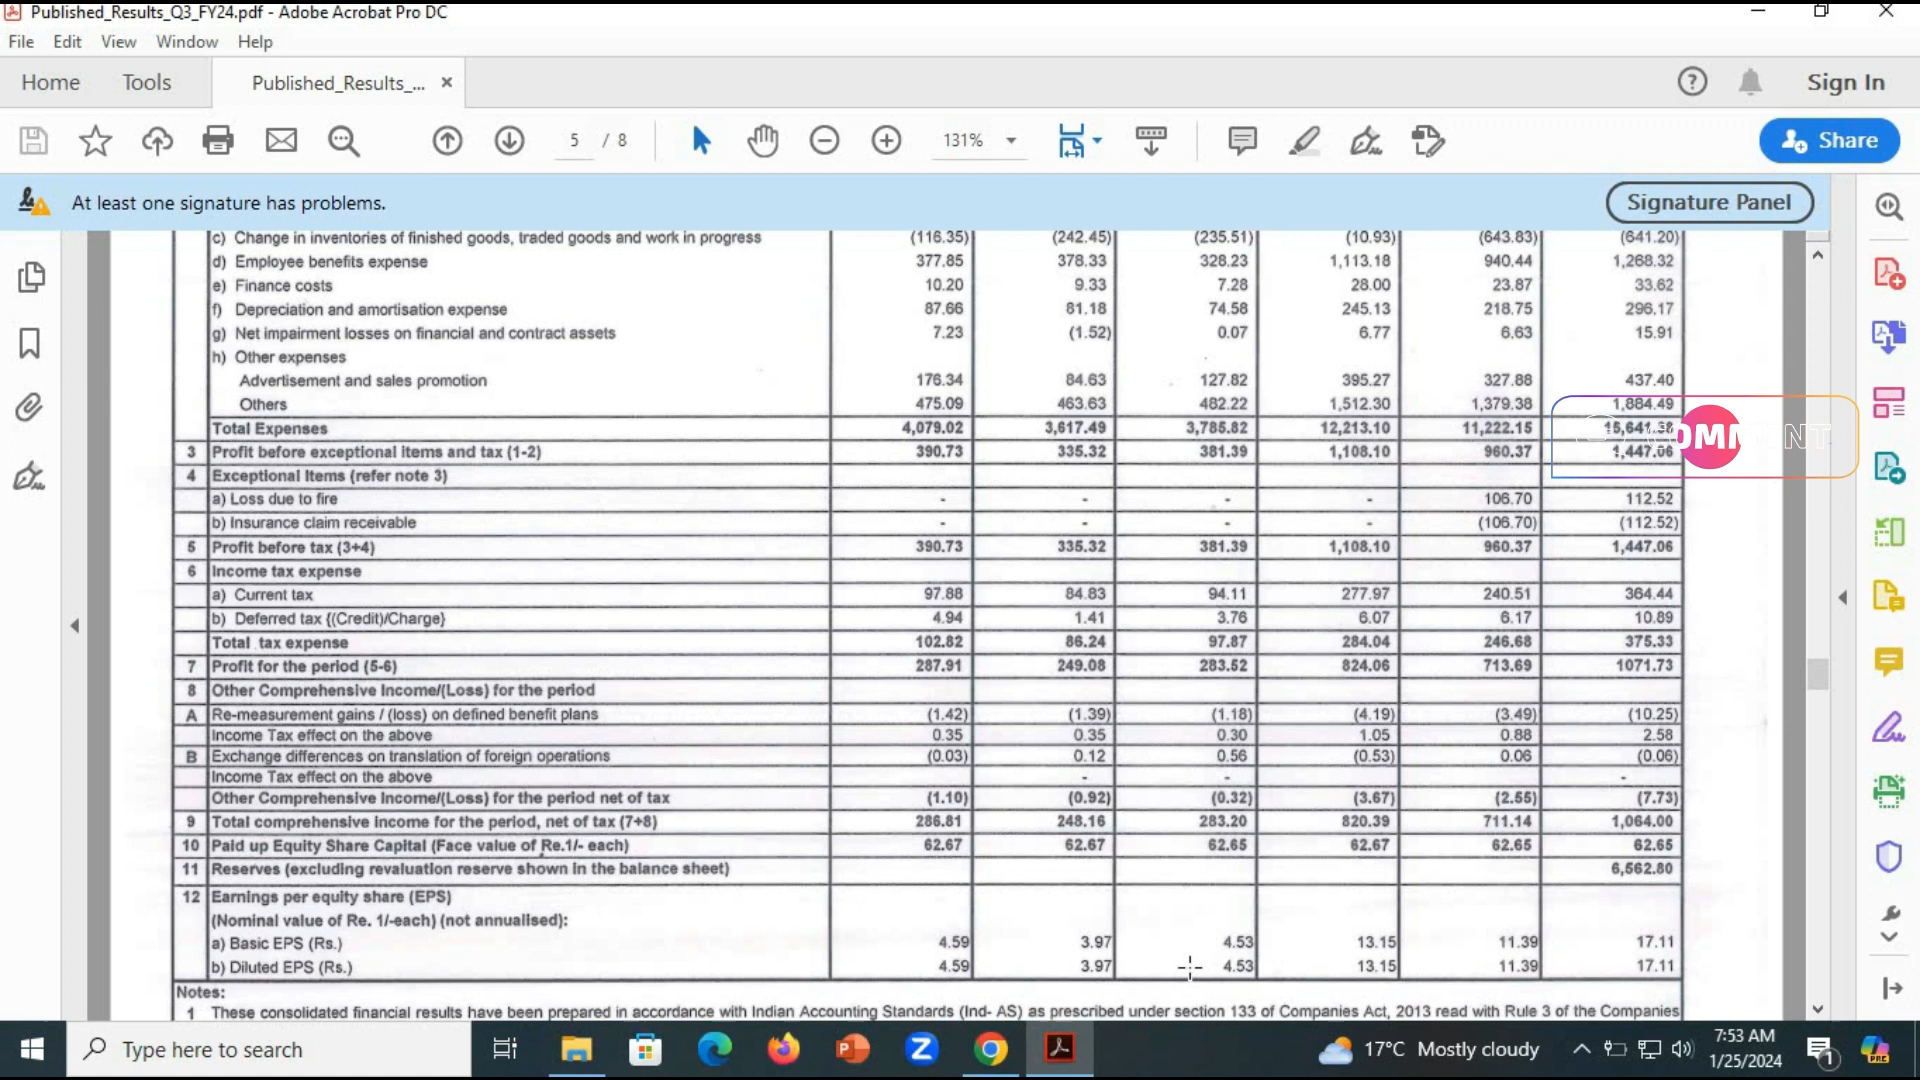 Published_Results_Q3_FY24.pdf - Adobe Acrobat Pro DC
File Edit View Window Help
Home Tools Published_Results_... × Sign In
5 / 8 131% Share
At least one signature has problems. Signature Panel
c) Change in inventories of finished goods, traded goods and work in progress (116.35) (242.45) (235.51) (10.93) (643.83) (641.20)
d) Employee benefits expense 377.85 378.33 328.23 1,113.18 940.44 1,268.32
e) Finance costs 10.20 9.33 7.28 28.00 23.87 33.62
f) Depreciation and amortisation expense 87.66 81.18 74.58 245.13 218.75 296.17
g) Net impairment losses on financial and contract assets 7.23 (1.52) 0.07 6.77 6.63 15.91
h) Other expenses
Advertisement and sales promotion 176.34 84.63 127.82 395.27 327.88 437.40
Others 475.09 463.63 482.22 1,512.30 1,379.38 1,884.49
Total Expenses 4,079.02 3,617.49 3,785.82 12,213.10 11,222.15
COMMENT
3 Profit before exceptional items and tax (1-2) 390.73 335.32 381.39 1,108.10 960.37 1,447.06
4 Exceptional Items (refer note 3)
a) Loss due to fire - - - - 106.70 112.52
b) Insurance claim receivable - - - - (106.70) (112.52)
5 Profit before tax (3+4) 390.73 335.32 381.39 1,108.10 960.37 1,447.06
6 Income tax expense
a) Current tax 97.88 84.83 94.11 277.97 240.51 364.44
b) Deferred tax {(Credit)/Charge} 4.94 1.41 3.76 6.07 6.17 10.89
Total tax expense 102.82 86.24 97.87 284.04 246.68 375.33
7 Profit for the period (5-6) 287.91 249.08 283.52 824.06 713.69 1071.73
8 Other Comprehensive Income/(Loss) for the period
A Re-measurement gains / (loss) on defined benefit plans (1.42) (1.39) (1.18) (4.19) (3.49) (10.25)
Income Tax effect on the above 0.35 0.35 0.30 1.05 0.88 2.58
B Exchange differences on translation of foreign operations (0.03) 0.12 0.56 (0.53) 0.06 (0.06)
Income Tax effect on the above - - -
Other Comprehensive Income/(Loss) for the period net of tax (1.10) (0.92) (0.32) (3.67) (2.55) (7.73)
9 Total comprehensive income for the period, net of tax (7+8) 286.81 248.16 283.20 820.39 711.14 1,064.00
10 Paid up Equity Share Capital (Face value of Re.1/- each) 62.67 62.67 62.65 62.67 62.65 62.65
11 Reserves (excluding revaluation reserve shown in the balance sheet) 6,562.80
12 Earnings per equity share (EPS)
(Nominal value of Re. 1/-each) (not annualised):
a) Basic EPS (Rs.) 4.59 3.97 4.53 13.15 11.39 17.11
b) Diluted EPS (Rs.) 4.59 3.97 4.53 13.15 11.39 17.11
Notes:
1 These consolidated financial results have been prepared in accordance with Indian Accounting Standards (Ind- AS) as prescribed under section 133 of Companies Act, 2013 read with Rule 3 of the Companies
Type here to search 17°C Mostly cloudy 7:53 AM
1/25/2024 1